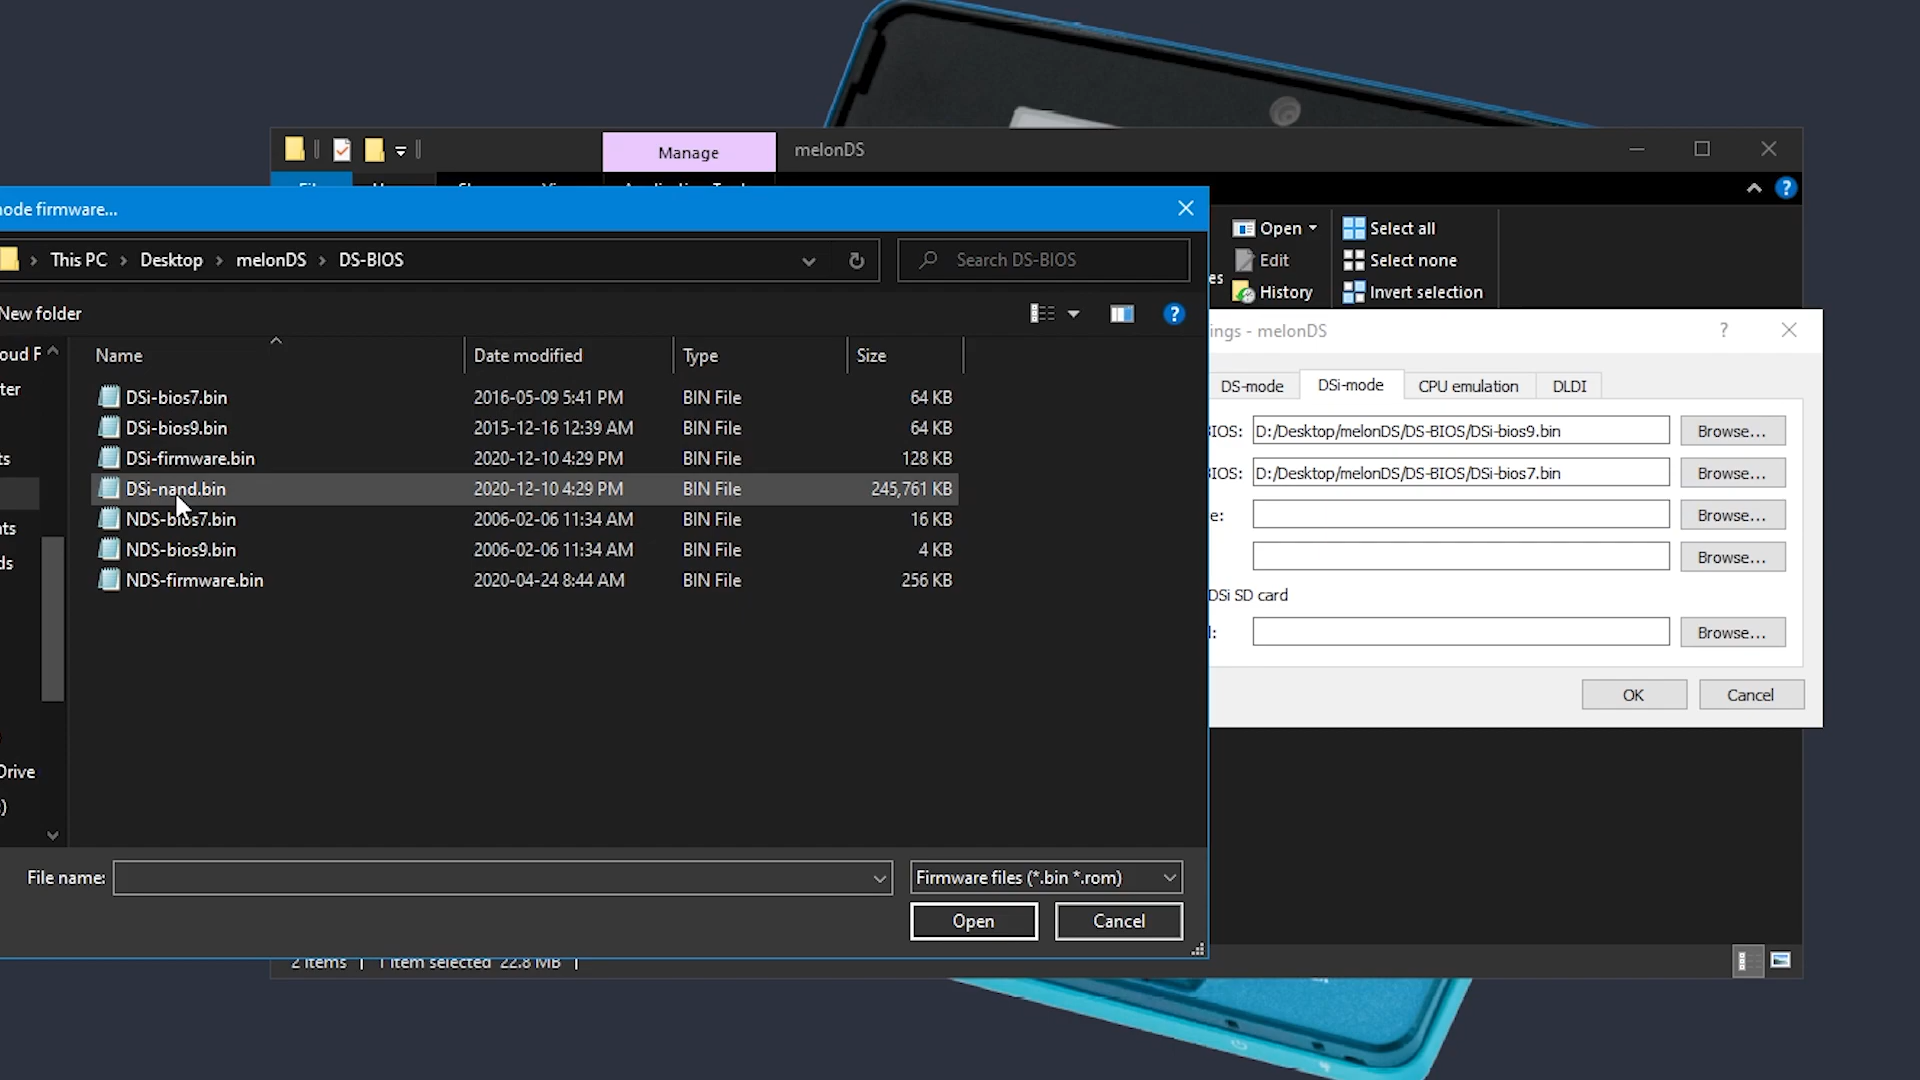 Manage
melonDS
ode firmware...
This PC > Desktop > melonDS > DS-BIOS
Search DS-BIOS
New folder
Name
Date modified
Type
Size
DSi-bios7.bin 2016-05-09 5:41 PM BIN File 64 KB
DSi-bios9.bin 2015-12-16 12:39 AM BIN File 64 KB
DSi-firmware.bin 2020-12-10 4:29 PM BIN File 128 KB
DSi-nand.bin 2020-12-10 4:29 PM BIN File 245,761 KB
NDS-bios7.bin 2006-02-06 11:34 AM BIN File 16 KB
NDS-bios9.bin 2006-02-06 11:34 AM BIN File 4 KB
NDS-firmware.bin 2020-04-24 8:44 AM BIN File 256 KB
oud F
ter
ts
nts
ds
Drive
:)
File name:
Firmware files (*.bin *.rom)
Open
Cancel
Open
Edit
es
History
Select all
Select none
Invert selection
ings - melonDS
?
DS-mode
DSi-mode
CPU emulation
DLDI
IOS: D:/Desktop/melonDS/DS-BIOS/DSi-bios9.bin Browse...
IOS: D:/Desktop/melonDS/DS-BIOS/DSi-bios7.bin Browse...
e: Browse...
Browse...
DSi SD card
Browse...
OK
Cancel
2 items
1 item selected 22.8 MB